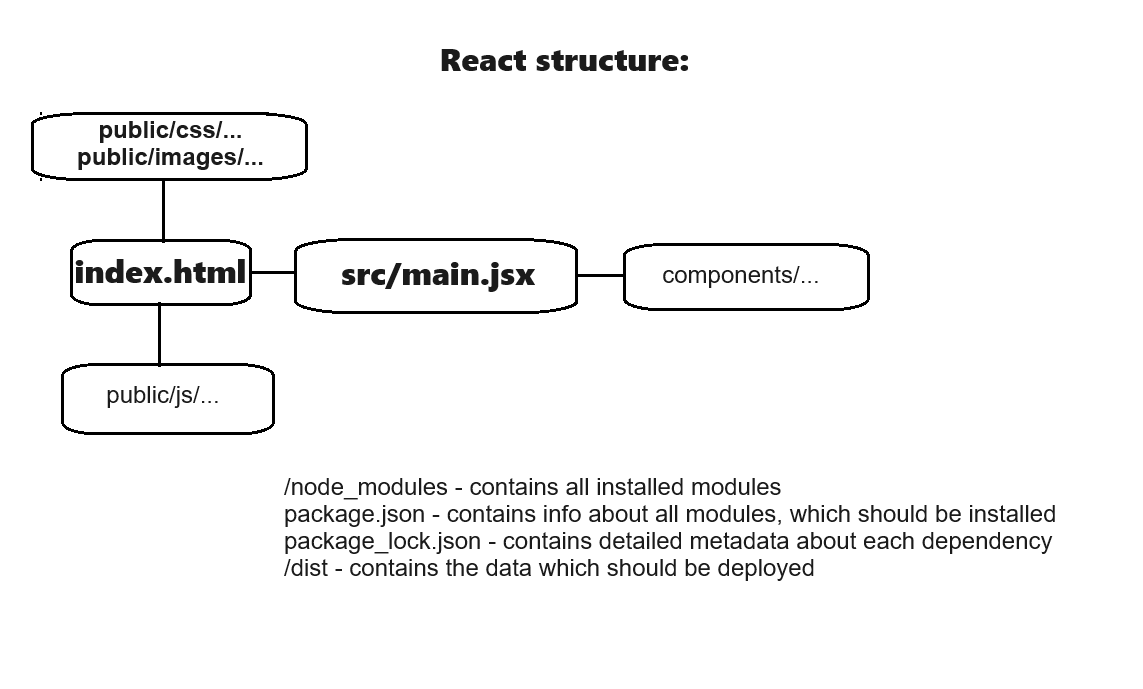 React structure:
public/css/...
public/images/...
index.html
src/main.jsx
components/...
public/js/...
/node_modules - contains all installed modules
package.json - contains info about all modules, which should be installed
package_lock.json - contains detailed metadata about each dependency
/dist - contains the data which should be deployed